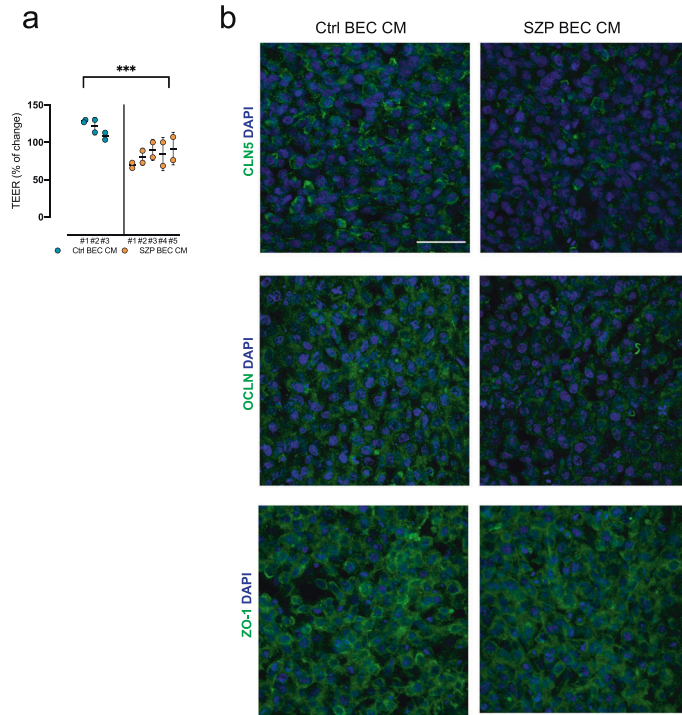 a
***
150
100
50
0
TEER (% of change)
#1 #2 #3
#1 #2 #3 #4 #5
Ctrl BEC CM
SZP BEC CM
b
Ctrl BEC CM
SZP BEC CM
CLN5 DAPI
OCLN DAPI
ZO-1 DAPI